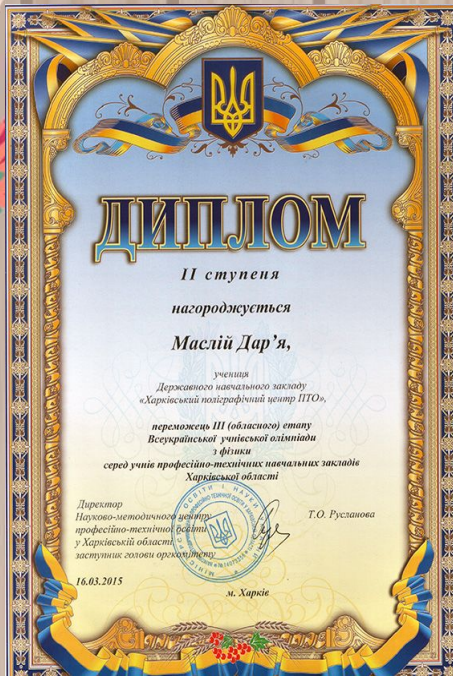 ДИПЛОМ
II ступеня
нагороджується
Маслій Дар’я,
учениця
Державного навчального закладу
«Харківський поліграфічний центр ПТО»,
переможець III (обласного) етапу
Всеукраїнської учнівської олімпіади
з фізики
серед учнів професійно-технічних навчальних закладів
Харківської області
Директор
Науково-методичного центру
професійно-технічної освіти
у Харківській області,
заступник голови оргкомітету
Т.О. Русланова
16.03.2015
м. Харків